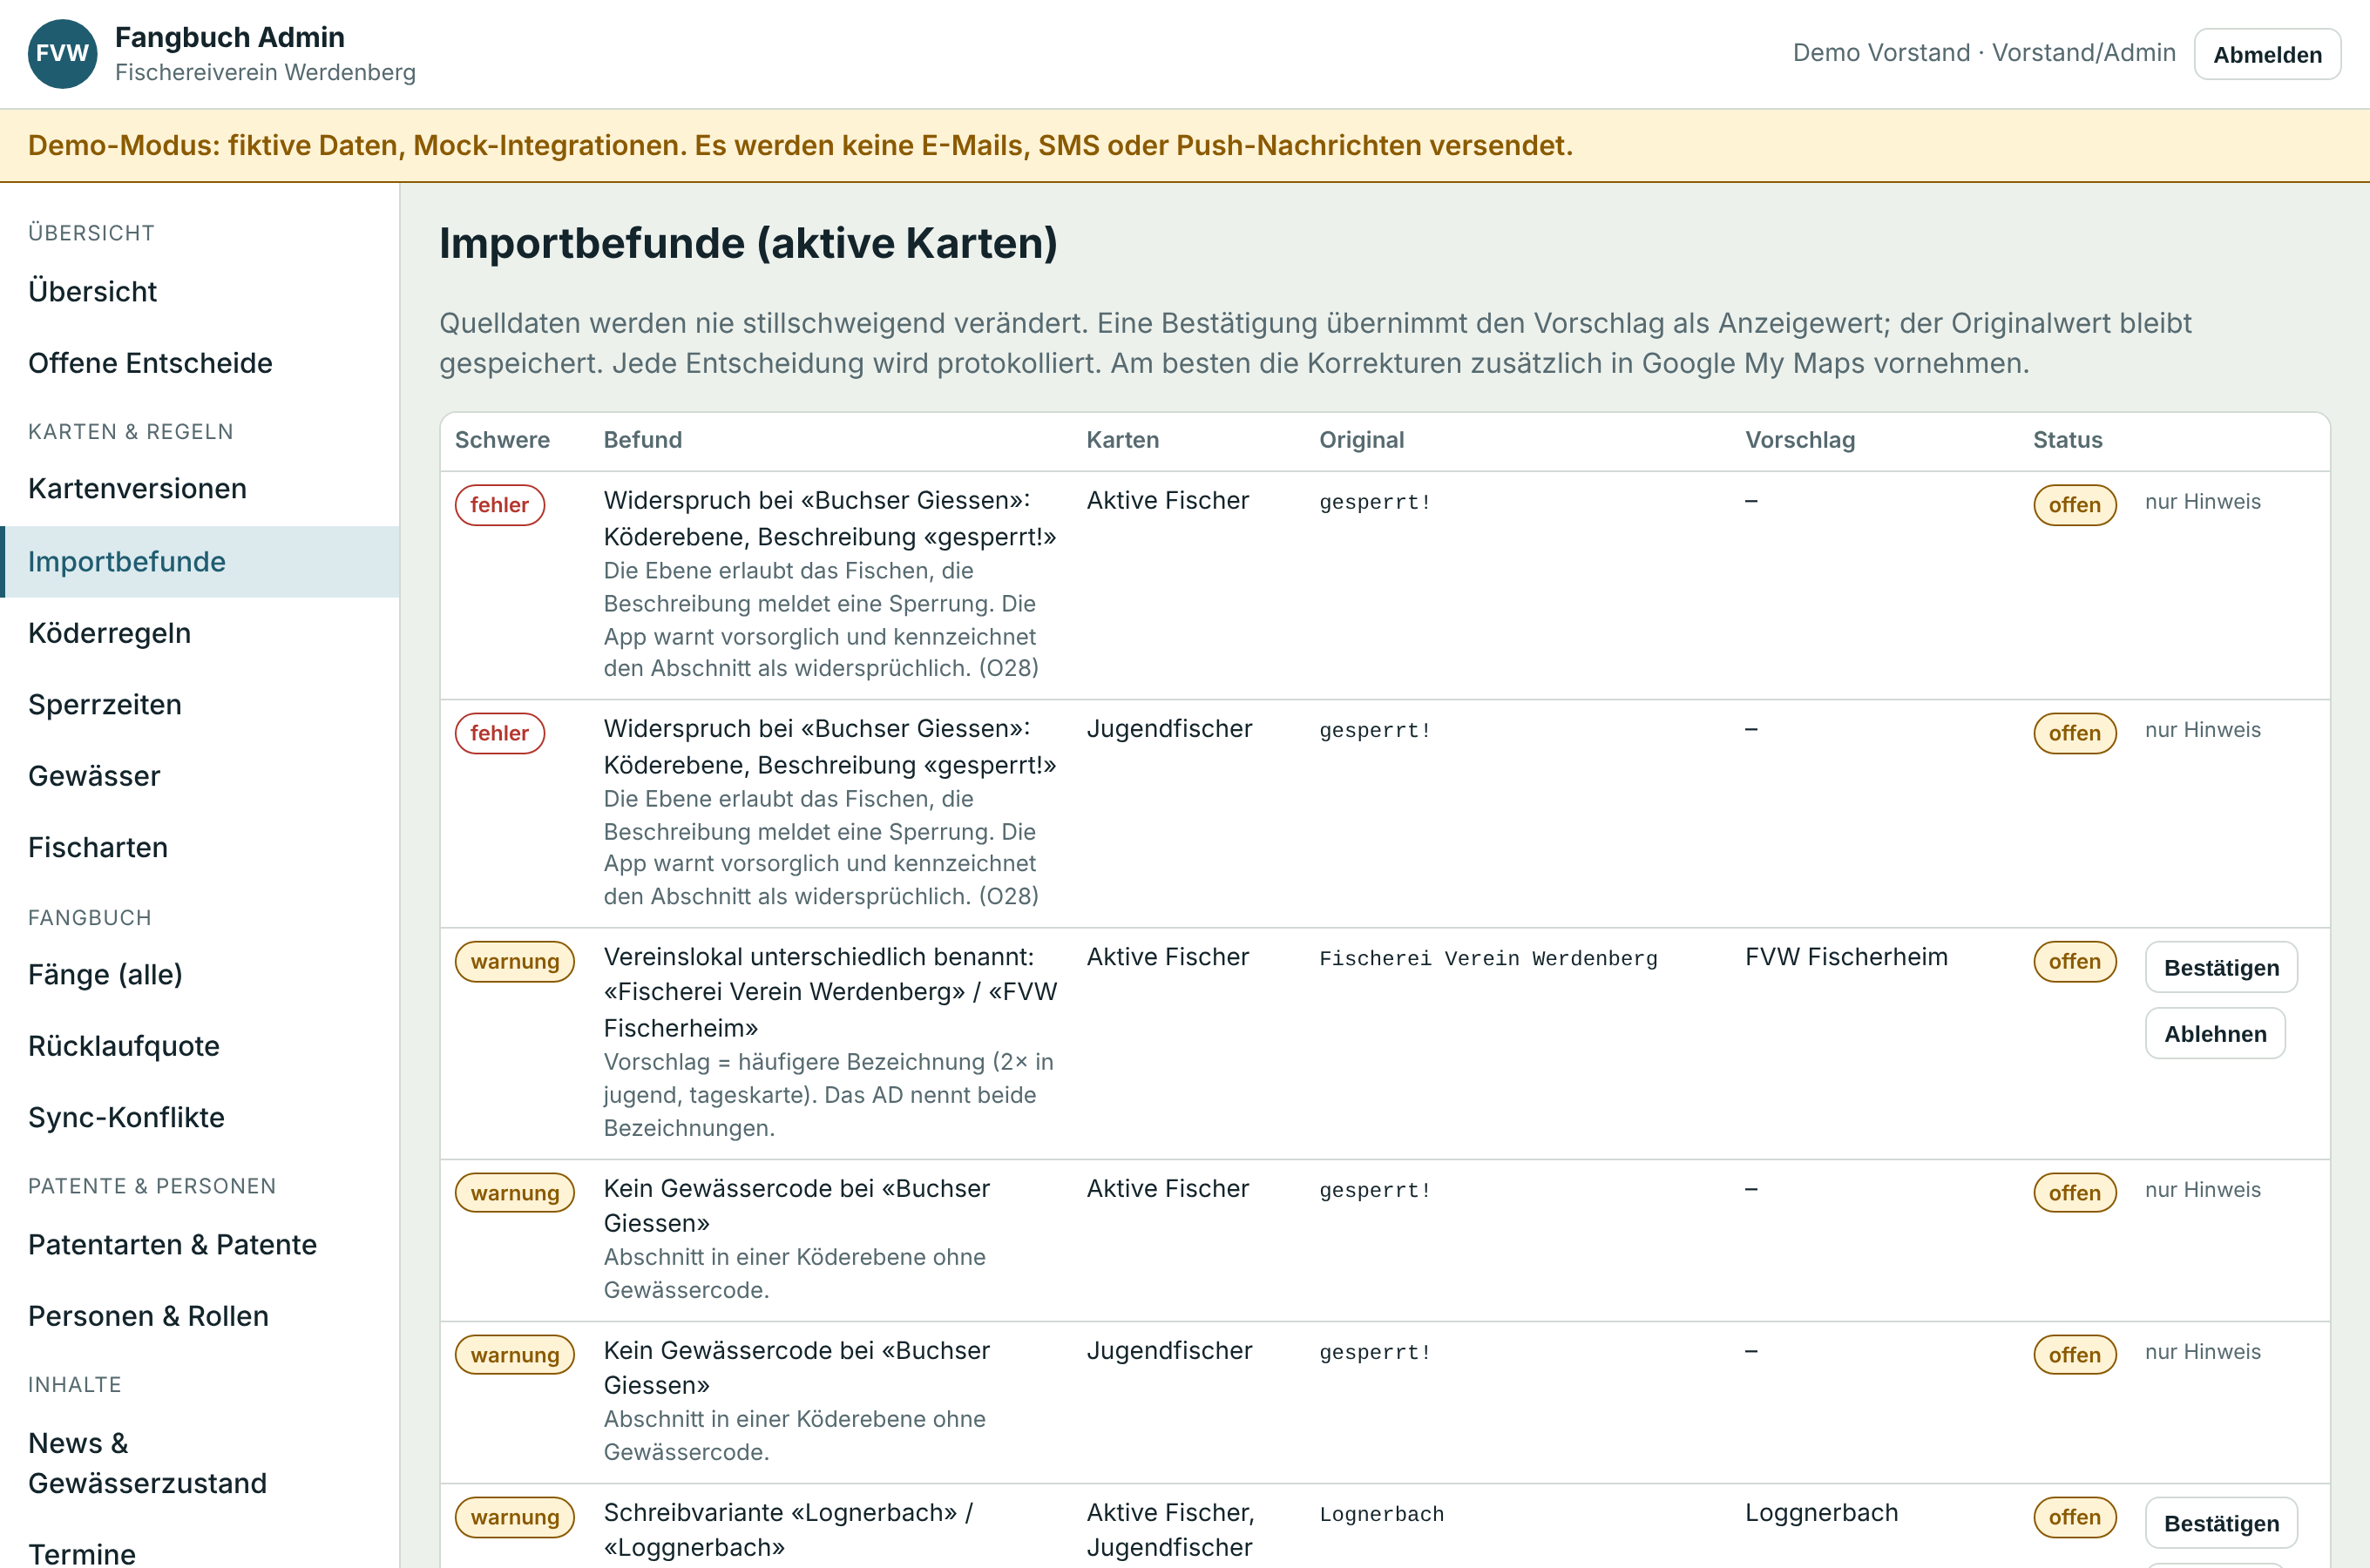 FVW
Fangbuch Admin
Fischereiverein Werdenberg
Demo Vorstand · Vorstand/Admin
Abmelden
Demo-Modus: fiktive Daten, Mock-Integrationen. Es werden keine E-Mails, SMS oder Push-Nachrichten versendet.
ÜBERSICHT
Übersicht
Offene Entscheide
KARTEN & REGELN
Kartenversionen
Importbefunde
Köderregeln
Sperrzeiten
Gewässer
Fischarten
FANGBUCH
Fänge (alle)
Rücklaufquote
Sync-Konflikte
PATENTE & PERSONEN
Patentarten & Patente
Personen & Rollen
INHALTE
News &
Gewässerzustand
Termine
Importbefunde (aktive Karten)
Quelldaten werden nie stillschweigend verändert. Eine Bestätigung übernimmt den Vorschlag als Anzeigewert; der Originalwert bleibt
gespeichert. Jede Entscheidung wird protokolliert. Am besten die Korrekturen zusätzlich in Google My Maps vornehmen.
Schwere Befund Karten Original Vorschlag Status
fehler Widerspruch bei «Buchser Giessen»: Aktive Fischer gesperrt! – offen nur Hinweis
Köderebene, Beschreibung «gesperrt!»
Die Ebene erlaubt das Fischen, die
Beschreibung meldet eine Sperrung. Die
App warnt vorsorglich und kennzeichnet
den Abschnitt als widersprüchlich. (O28)
fehler Widerspruch bei «Buchser Giessen»: Jugendfischer gesperrt! – offen nur Hinweis
Köderebene, Beschreibung «gesperrt!»
Die Ebene erlaubt das Fischen, die
Beschreibung meldet eine Sperrung. Die
App warnt vorsorglich und kennzeichnet
den Abschnitt als widersprüchlich. (O28)
warnung Vereinslokal unterschiedlich benannt: Aktive Fischer Fischerei Verein Werdenberg FVW Fischerheim offen Bestätigen
«Fischerei Verein Werdenberg» / «FVW
Fischerheim»
Ablehnen
Vorschlag = häufigere Bezeichnung (2× in
jugend, tageskarte). Das AD nennt beide
Bezeichnungen.
warnung Kein Gewässercode bei «Buchser Aktive Fischer gesperrt! – offen nur Hinweis
Giessen»
Abschnitt in einer Köderebene ohne
Gewässercode.
warnung Kein Gewässercode bei «Buchser Jugendfischer gesperrt! – offen nur Hinweis
Giessen»
Abschnitt in einer Köderebene ohne
Gewässercode.
warnung Schreibvariante «Lognerbach» / Aktive Fischer, Lognerbach Loggnerbach offen Bestätigen
«Loggnerbach» Jugendfischer